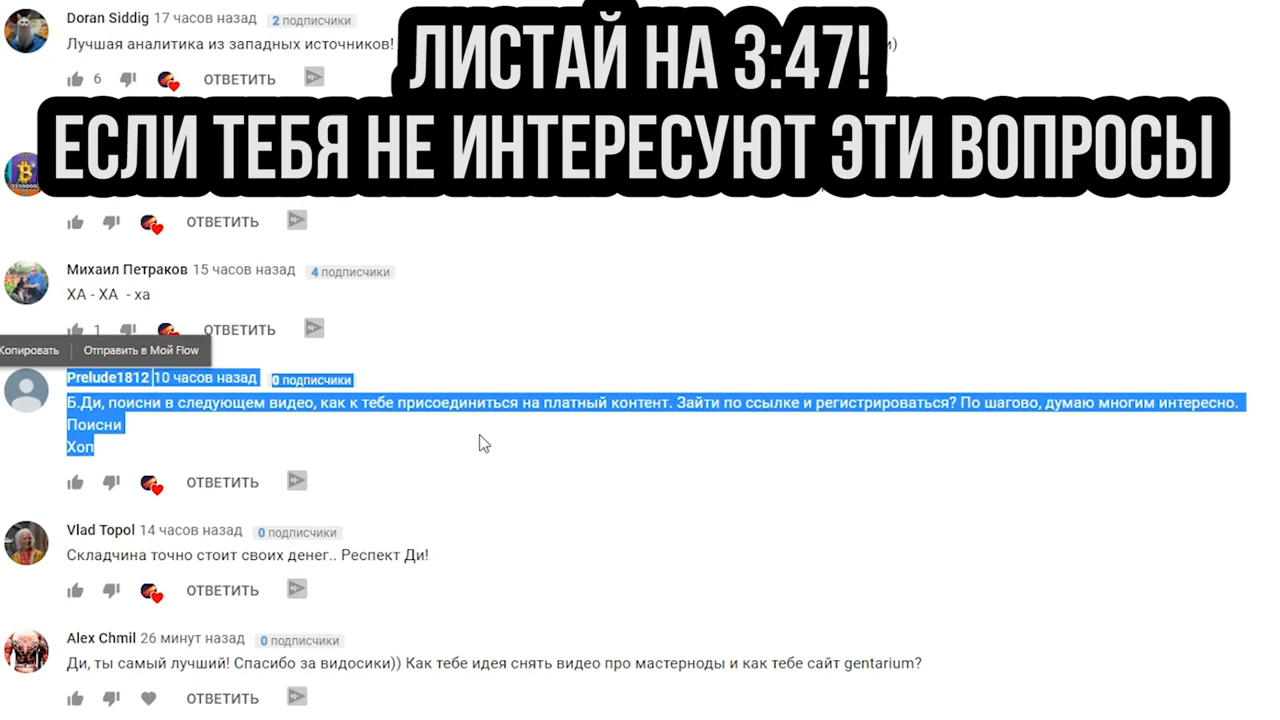 Doran Siddig 17 часов назад 2 подписчики
Лучшая аналитика из западных источников!
ЛИСТАЙ НА 3:47!
6 ОТВЕТИТЬ
ЕСЛИ ТЕБЯ НЕ ИНТЕРЕСУЮТ ЭТИ ВОПРОСЫ
ОТВЕТИТЬ
Михаил Петраков 15 часов назад 4 подписчики
ХА - ХА - ха
1 ОТВЕТИТЬ
Копировать Отправить в Мой Flow
Prelude1812 10 часов назад 0 подписчики
Б.Ди, поисни в следующем видео, как к тебе присоединиться на платный контент. Зайти по ссылке и регистрироваться? По шагово, думаю многим интересно.
Поисни
Хоп
ОТВЕТИТЬ
Vlad Topol 14 часов назад 0 подписчики
Складчина точно стоит своих денег.. Респект Ди!
ОТВЕТИТЬ
Alex Chmil 26 минут назад 0 подписчики
Ди, ты самый лучший! Спасибо за видосики)) Как тебе идея снять видео про мастерноды и как тебе сайт gentarium?
ОТВЕТИТЬ